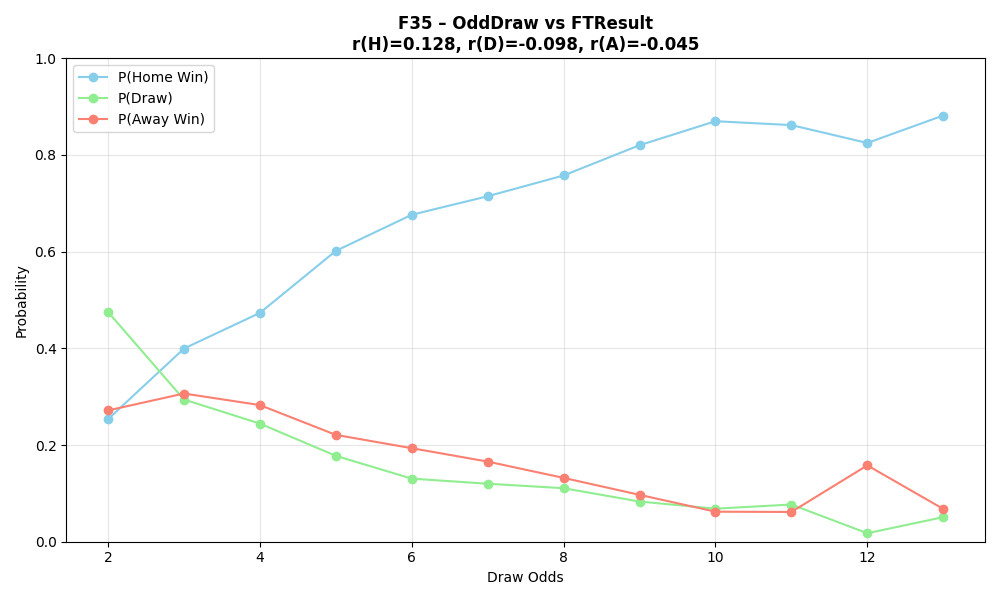 F35 – OddDraw vs FTResult
r(H)=0.128, r(D)=-0.098, r(A)=-0.045
P(Home Win)
P(Draw)
P(Away Win)
1.0
0.8
0.6
0.4
0.2
0.0
Probability
2 4 6 8 10 12
Draw Odds